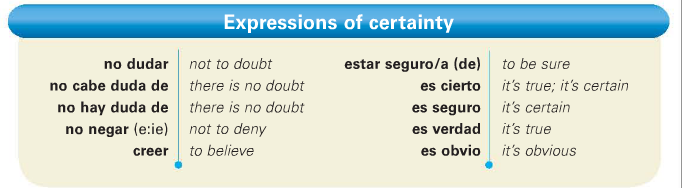 Expressions of certainty
no dudar not to doubt
no cabe duda de there is no doubt
no hay duda de there is no doubt
no negar (e:ie) not to deny
creer to believe
estar seguro/a (de) to be sure
es cierto it's true; it's certain
es seguro it's certain
es verdad it's true
es obvio it's obvious